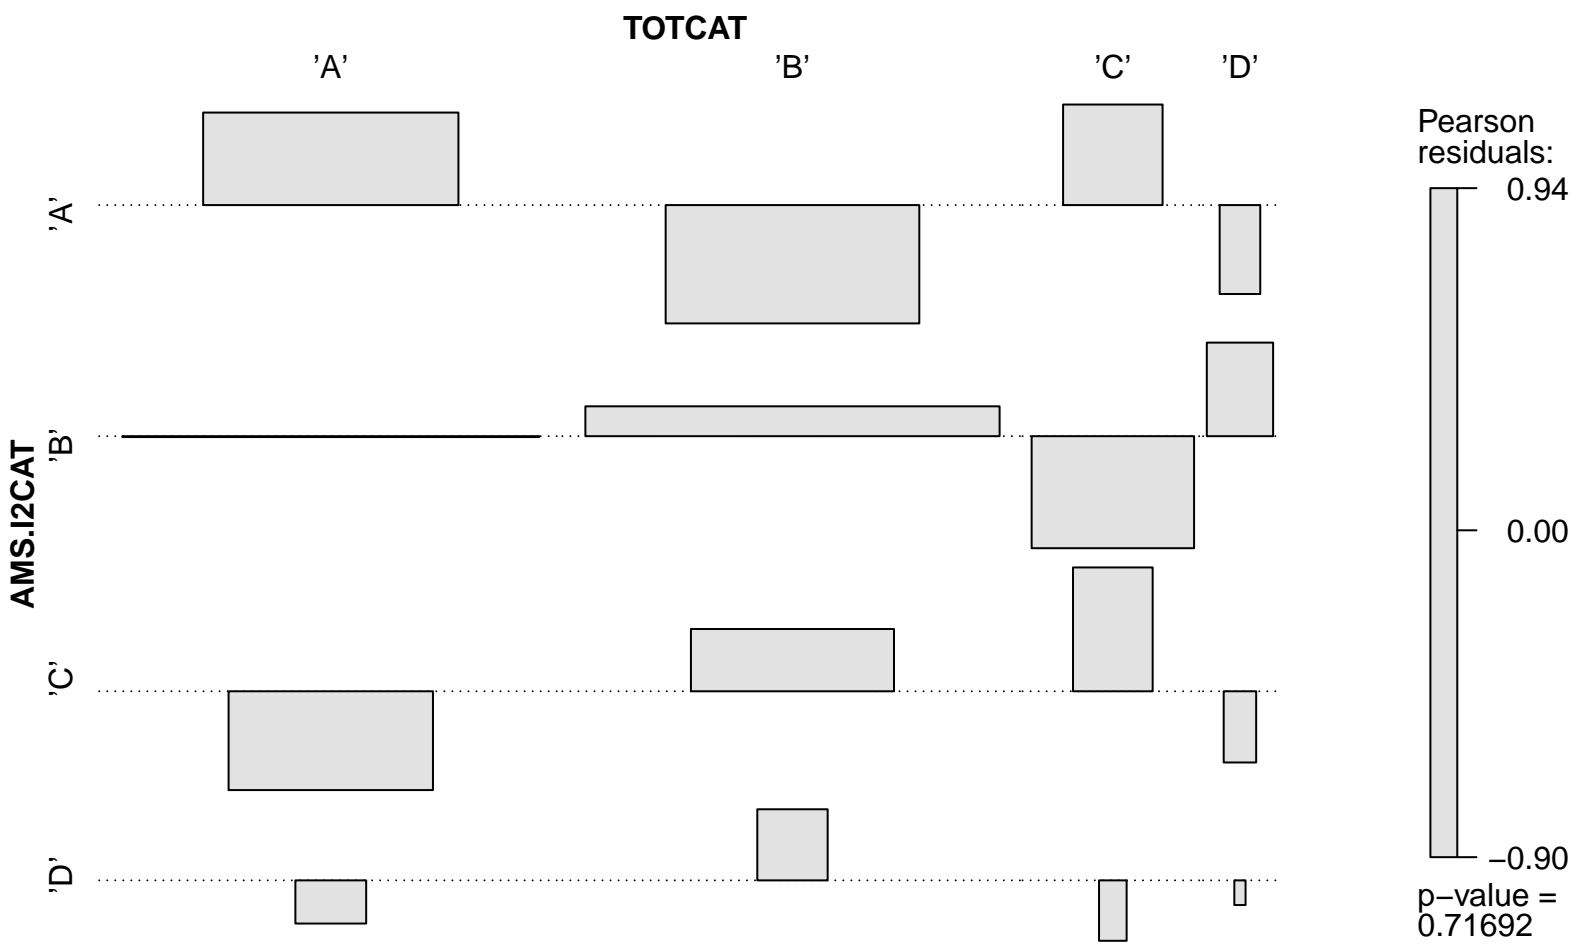 TOTCAT
’A’ ’B’ ’C’ ’D’
AMS.I2CAT
’A’
’B’
’C’
’D’
Pearson
residuals:
0.94
0.00
−0.90
p−value =
0.71692